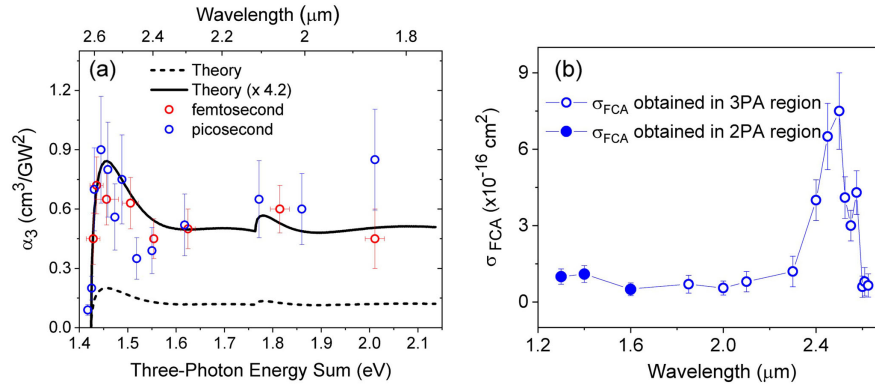 Wavelength (μm)
2.6 2.4 2.2 2 1.8
(a)
Theory
Theory (x 4.2)
femtosecond
picosecond
α3 (cm3/GW2)
1.2
0.9
0.6
0.3
0.0
1.4 1.5 1.6 1.7 1.8 1.9 2.0 2.1
Three-Photon Energy Sum (eV)
(b)
σFCA obtained in 3PA region
σFCA obtained in 2PA region
σFCA (x10-16 cm2)
9
6
3
0
1.2 1.6 2.0 2.4
Wavelength (μm)